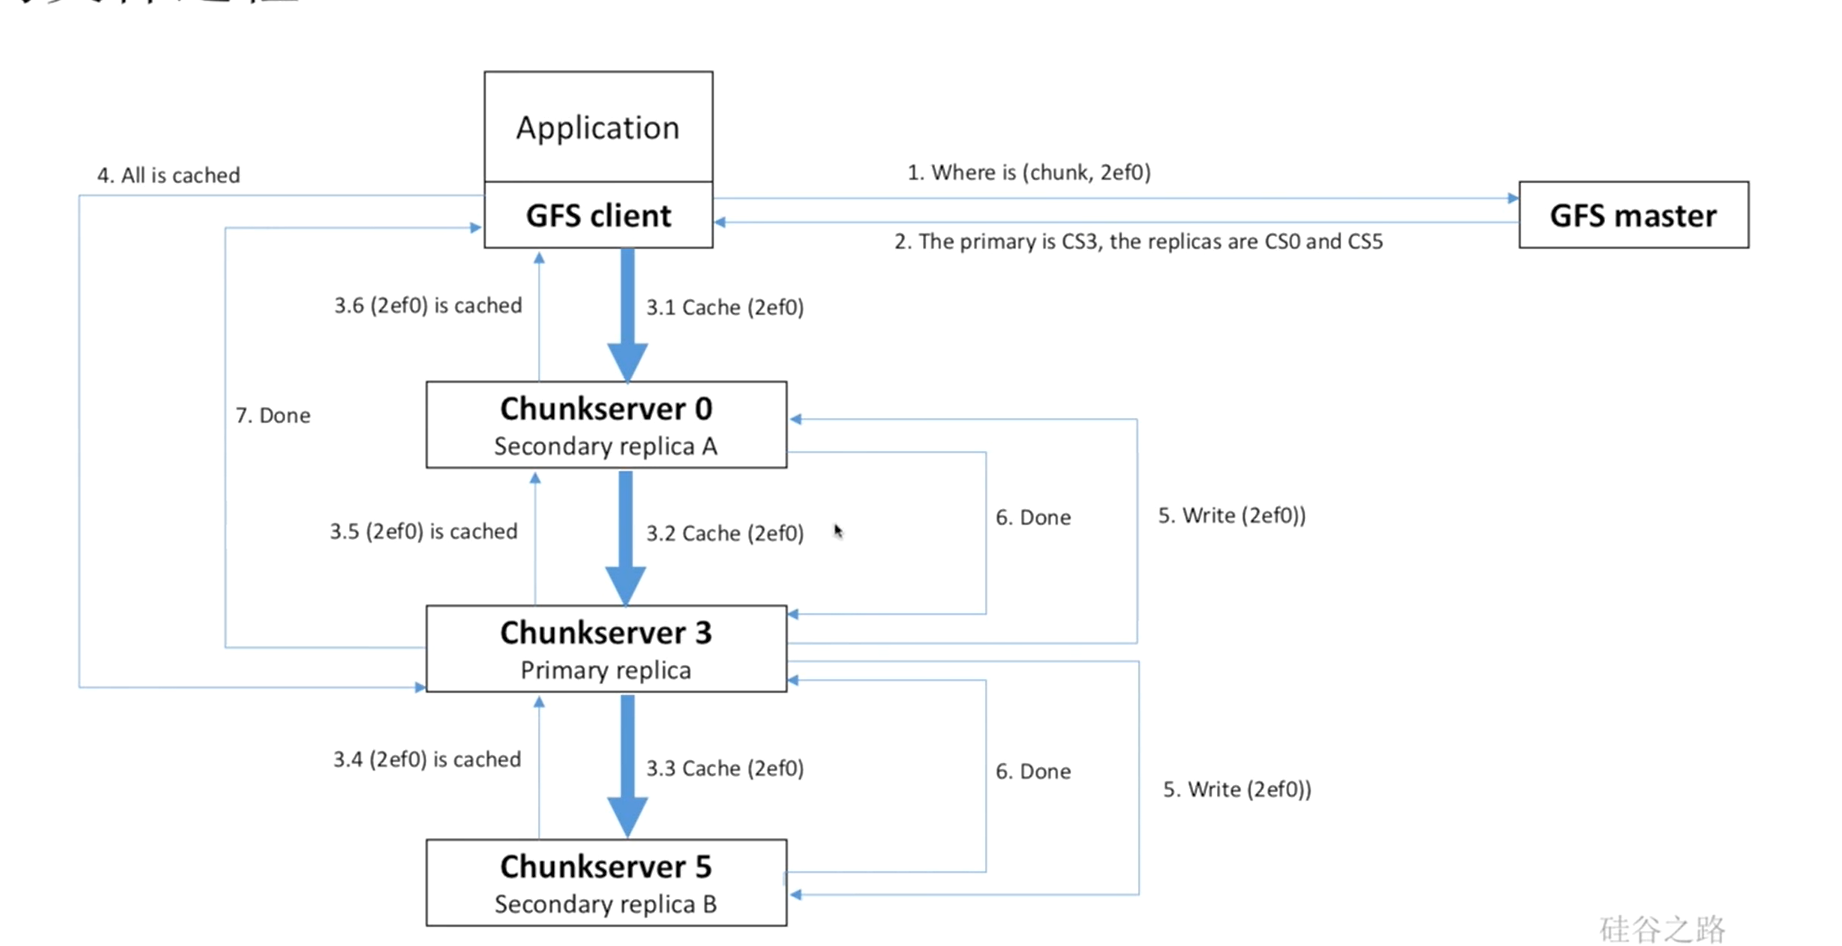 Application
4. All is cached
1. Where is (chunk, 2ef0)
GFS client
GFS master
2. The primary is CS3, the replicas are CS0 and CS5
3.6 (2ef0) is cached
3.1 Cache (2ef0)
Chunkserver 0
Secondary replica A
7. Done
3.5 (2ef0) is cached
3.2 Cache (2ef0)
6. Done
5. Write (2ef0))
Chunkserver 3
Primary replica
3.4 (2ef0) is cached
3.3 Cache (2ef0)
6. Done
5. Write (2ef0))
Chunkserver 5
Secondary replica B
硅谷之路